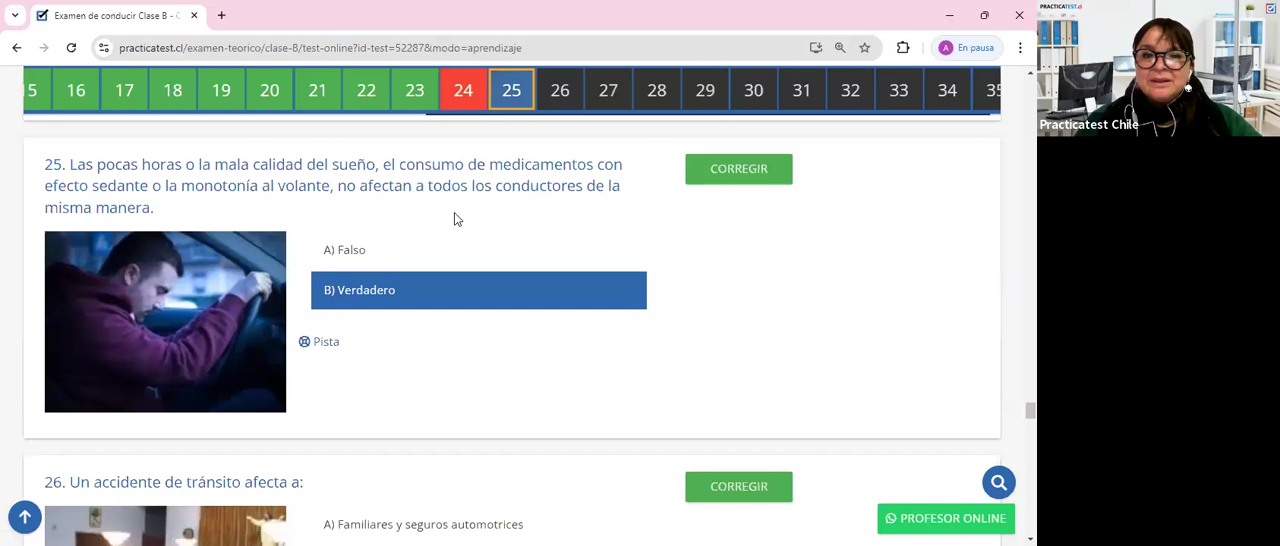 Examen de conducir Clase B - C
practicatest.cl/examen-teorico/clase-B/test-online?id-test=52287&modo=aprendizaje
A
En pausa
PRACTICATEST.cl
Practicatest Chile
15 16 17 18 19 20 21 22 23 24 25 26 27 28 29 30 31 32 33 34 35
25. Las pocas horas o la mala calidad del sueño, el consumo de medicamentos con
efecto sedante o la monotonía al volante, no afectan a todos los conductores de la
misma manera.
CORREGIR
A) Falso
B) Verdadero
Pista
26. Un accidente de tránsito afecta a:
CORREGIR
A) Familiares y seguros automotrices
PROFESOR ONLINE